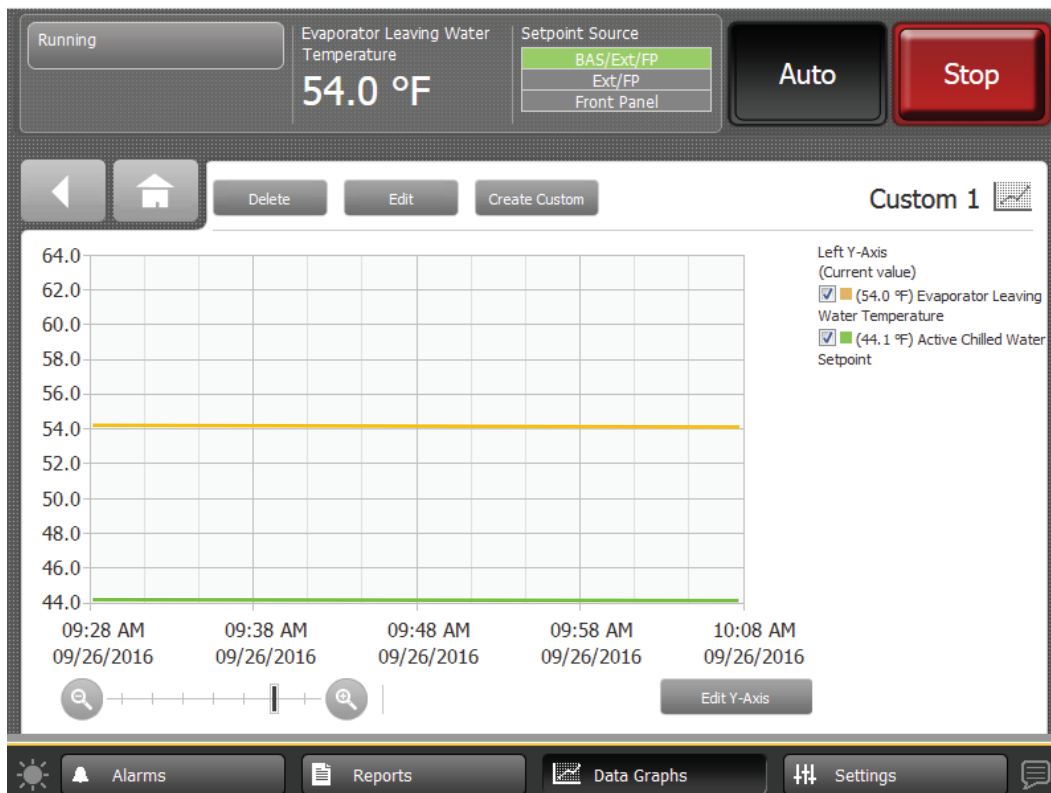 Running
Evaporator Leaving Water
Temperature
54.0 °F
Setpoint Source
BAS/Ext/FP
Ext/FP
Front Panel
Auto
Stop
Delete
Edit
Create Custom
Custom 1
64.0
62.0
60.0
58.0
56.0
54.0
52.0
50.0
48.0
46.0
44.0
09:28 AM
09/26/2016
09:38 AM
09/26/2016
09:48 AM
09/26/2016
09:58 AM
09/26/2016
10:08 AM
09/26/2016
Left Y-Axis
(Current value)
(54.0 °F) Evaporator Leaving
Water Temperature
(44.1 °F) Active Chilled Water
Setpoint
Edit Y-Axis
Alarms
Reports
Data Graphs
Settings